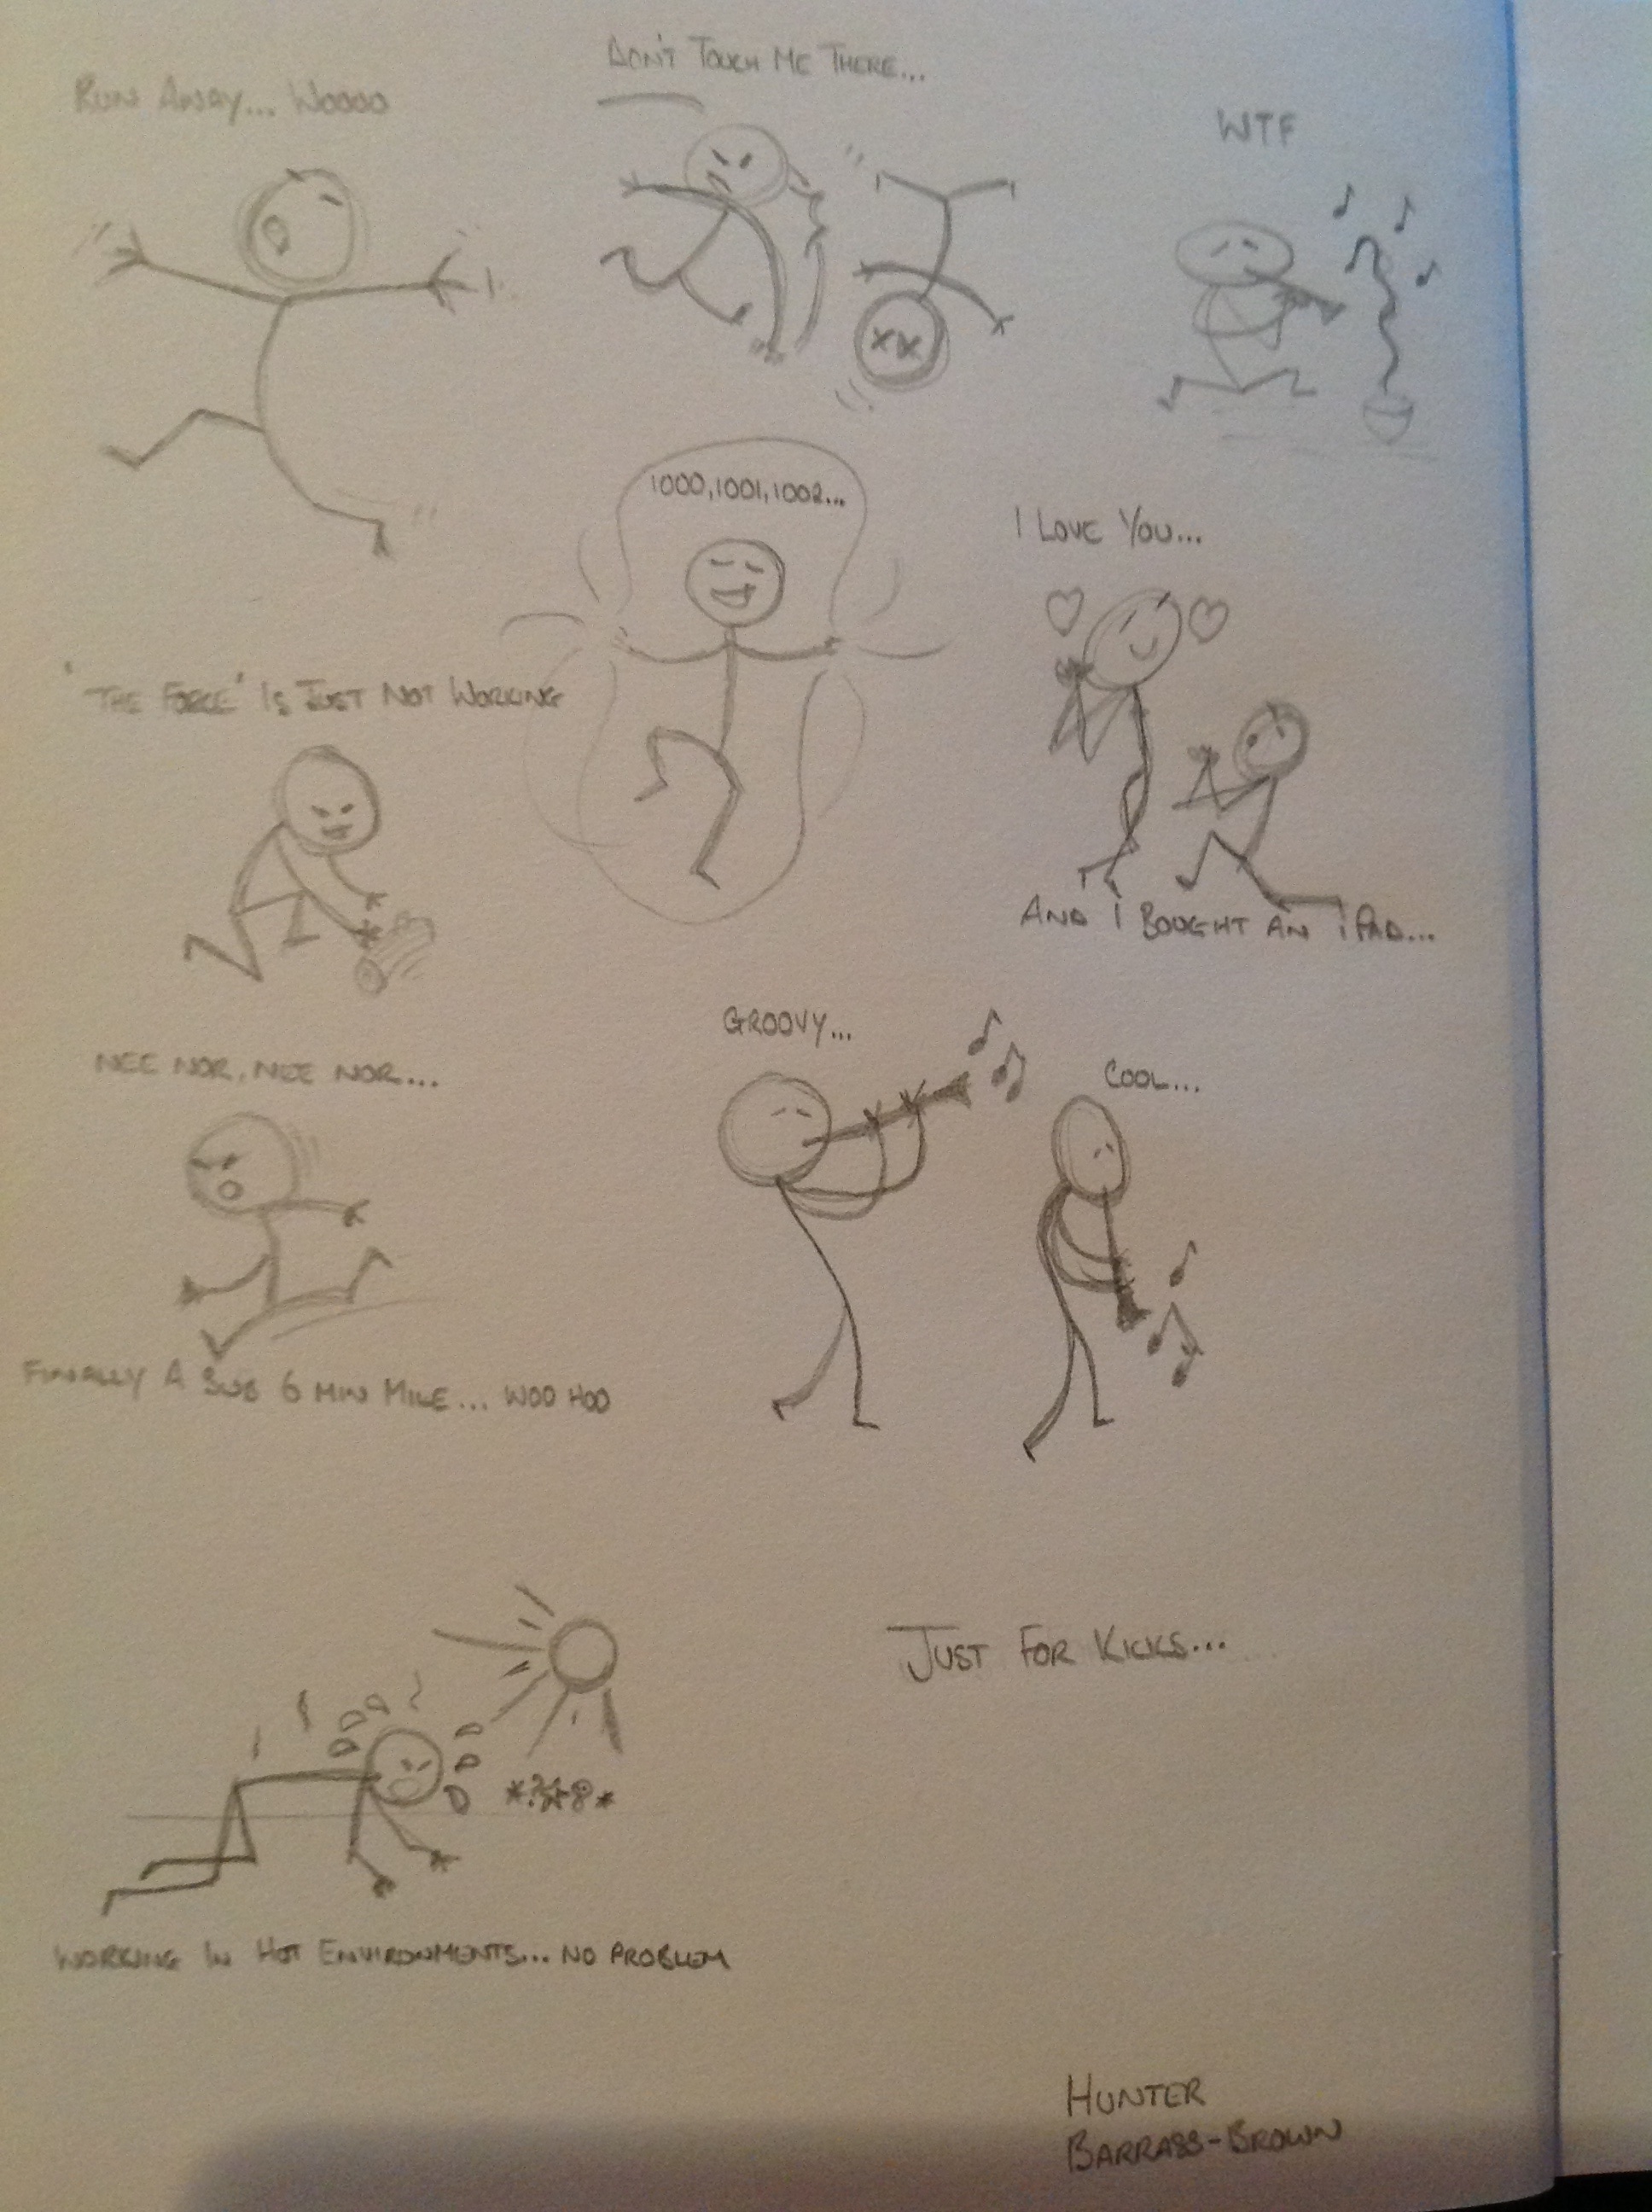 DON'T TOUCH ME THERE...
RUN AWAY... WOOOO
WTF
1000,1001,1002...
I LOVE YOU...
'THE FORCE' IS JUST NOT WORKING
AND I BOUGHT AN IPAD...
GROOVY...
NEE NOR, NEE NOR...
COOL...
FINALLY A SUB 6 MIN MILE... WOO HOO
JUST FOR KICKS...
*?$&@*
WORKING IN HOT ENVIRONMENTS... NO PROBLEM
HUNTER
BARRASS-BROWN